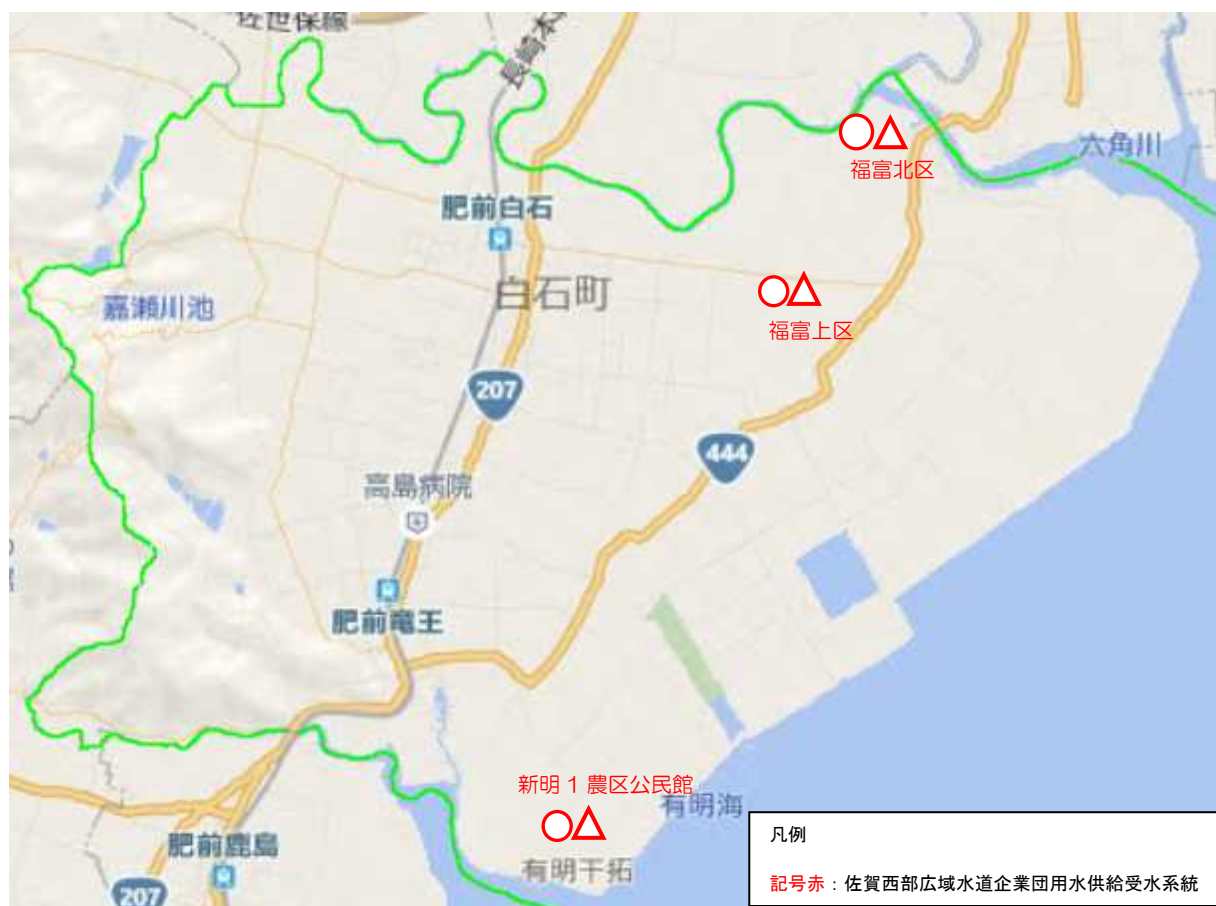 佐世保線
長崎本
六角川
福富北区
肥前白石
白石町
嘉瀬川池
福富上区
207
444
高島病院
肥前竜王
新明1農区公民館
有明海
肥前鹿島
有明干拓
207
凡例
記号赤：佐賀西部広域水道企業団用水供給受水系統